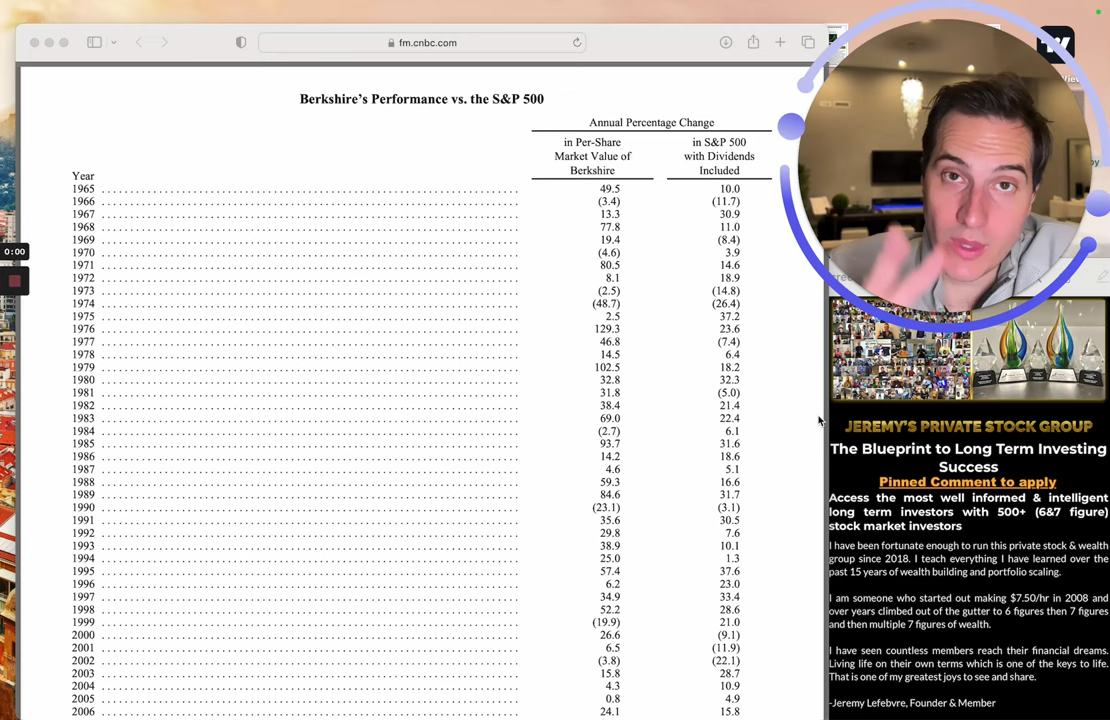 fm.cnbc.com
Berkshire's Performance vs. the S&P 500
Annual Percentage Change
in Per-Share
Market Value of
Berkshire
in S&P 500
with Dividends
Included
Year
1965 49.5 10.0
1966 (3.4) (11.7)
1967 13.3 30.9
1968 77.8 11.0
1969 19.4 (8.4)
1970 (4.6) 3.9
1971 80.5 14.6
1972 8.1 18.9
1973 (2.5) (14.8)
1974 (48.7) (26.4)
1975 2.5 37.2
1976 129.3 23.6
1977 46.8 (7.4)
1978 14.5 6.4
1979 102.5 18.2
1980 32.8 32.3
1981 31.8 (5.0)
1982 38.4 21.4
1983 69.0 22.4
1984 (2.7) 6.1
1985 93.7 31.6
1986 14.2 18.6
1987 4.6 5.1
1988 59.3 16.6
1989 84.6 31.7
1990 (23.1) (3.1)
1991 35.6 30.5
1992 29.8 7.6
1993 38.9 10.1
1994 25.0 1.3
1995 57.4 37.6
1996 6.2 23.0
1997 34.9 33.4
1998 52.2 28.6
1999 (19.9) 21.0
2000 26.6 (9.1)
2001 6.5 (11.9)
2002 (3.8) (22.1)
2003 15.8 28.7
2004 4.3 10.9
2005 0.8 4.9
2006 24.1 15.8
0:00
JEREMY'S PRIVATE STOCK GROUP
The Blueprint to Long Term Investing
Success
Pinned Comment to apply
Access the most well informed & intelligent
long term investors with 500+ (6&7 figure)
stock market investors
I have been fortunate enough to run this private stock & wealth
group since 2018. I teach everything I have learned over the
past 15 years of wealth building and portfolio scaling.
I am someone who started out making $7.50/hr in 2008 and
over years climbed out of the gutter to 6 figures then 7 figures
and then multiple 7 figures of wealth.
I have seen countless members reach their financial dreams.
Living life on their own terms which is one of the keys to life.
That is one of my greatest joys to see and share.
-Jeremy Lefebvre, Founder & Member